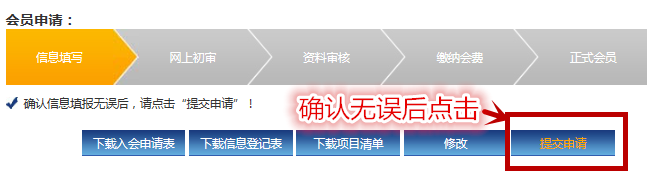 会员申请：
信息填写 网上初审 资料审核 缴纳会费 正式会员
确认信息填报无误后，请点击“提交申请”！
确认无误后点击
下载入会申请表 下载信息登记表 下载项目清单 修改 提交申请